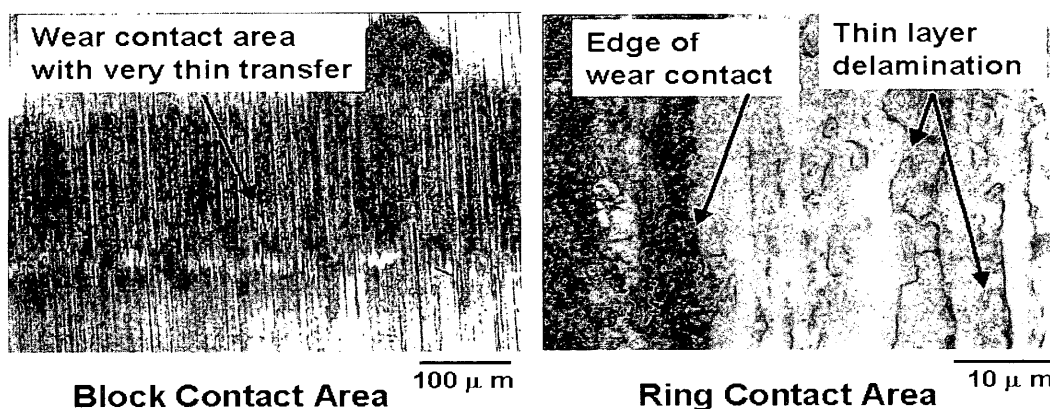 Wear contact area
with very thin transfer
Edge of
wear contact
Thin layer
delamination
100 μ m
Block Contact Area
10 μ m
Ring Contact Area